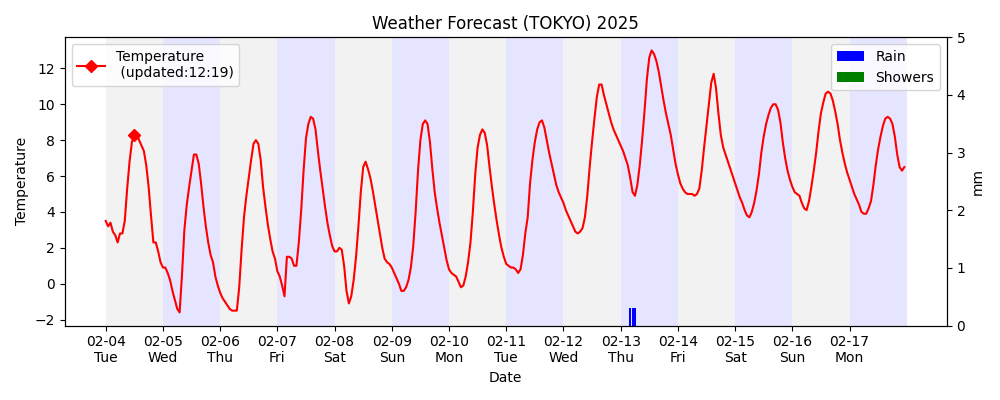 Weather Forecast (TOKYO) 2025
Temperature
(updated:12:19)
Rain
Showers
Temperature
12
10
8
6
4
2
0
−2
5
4
3
2
1
0
mm
02-04 02-05 02-06 02-07 02-08 02-09 02-10 02-11 02-12 02-13 02-14 02-15 02-16 02-17
Tue Wed Thu Fri Sat Sun Mon Tue Wed Thu Fri Sat Sun Mon
Date